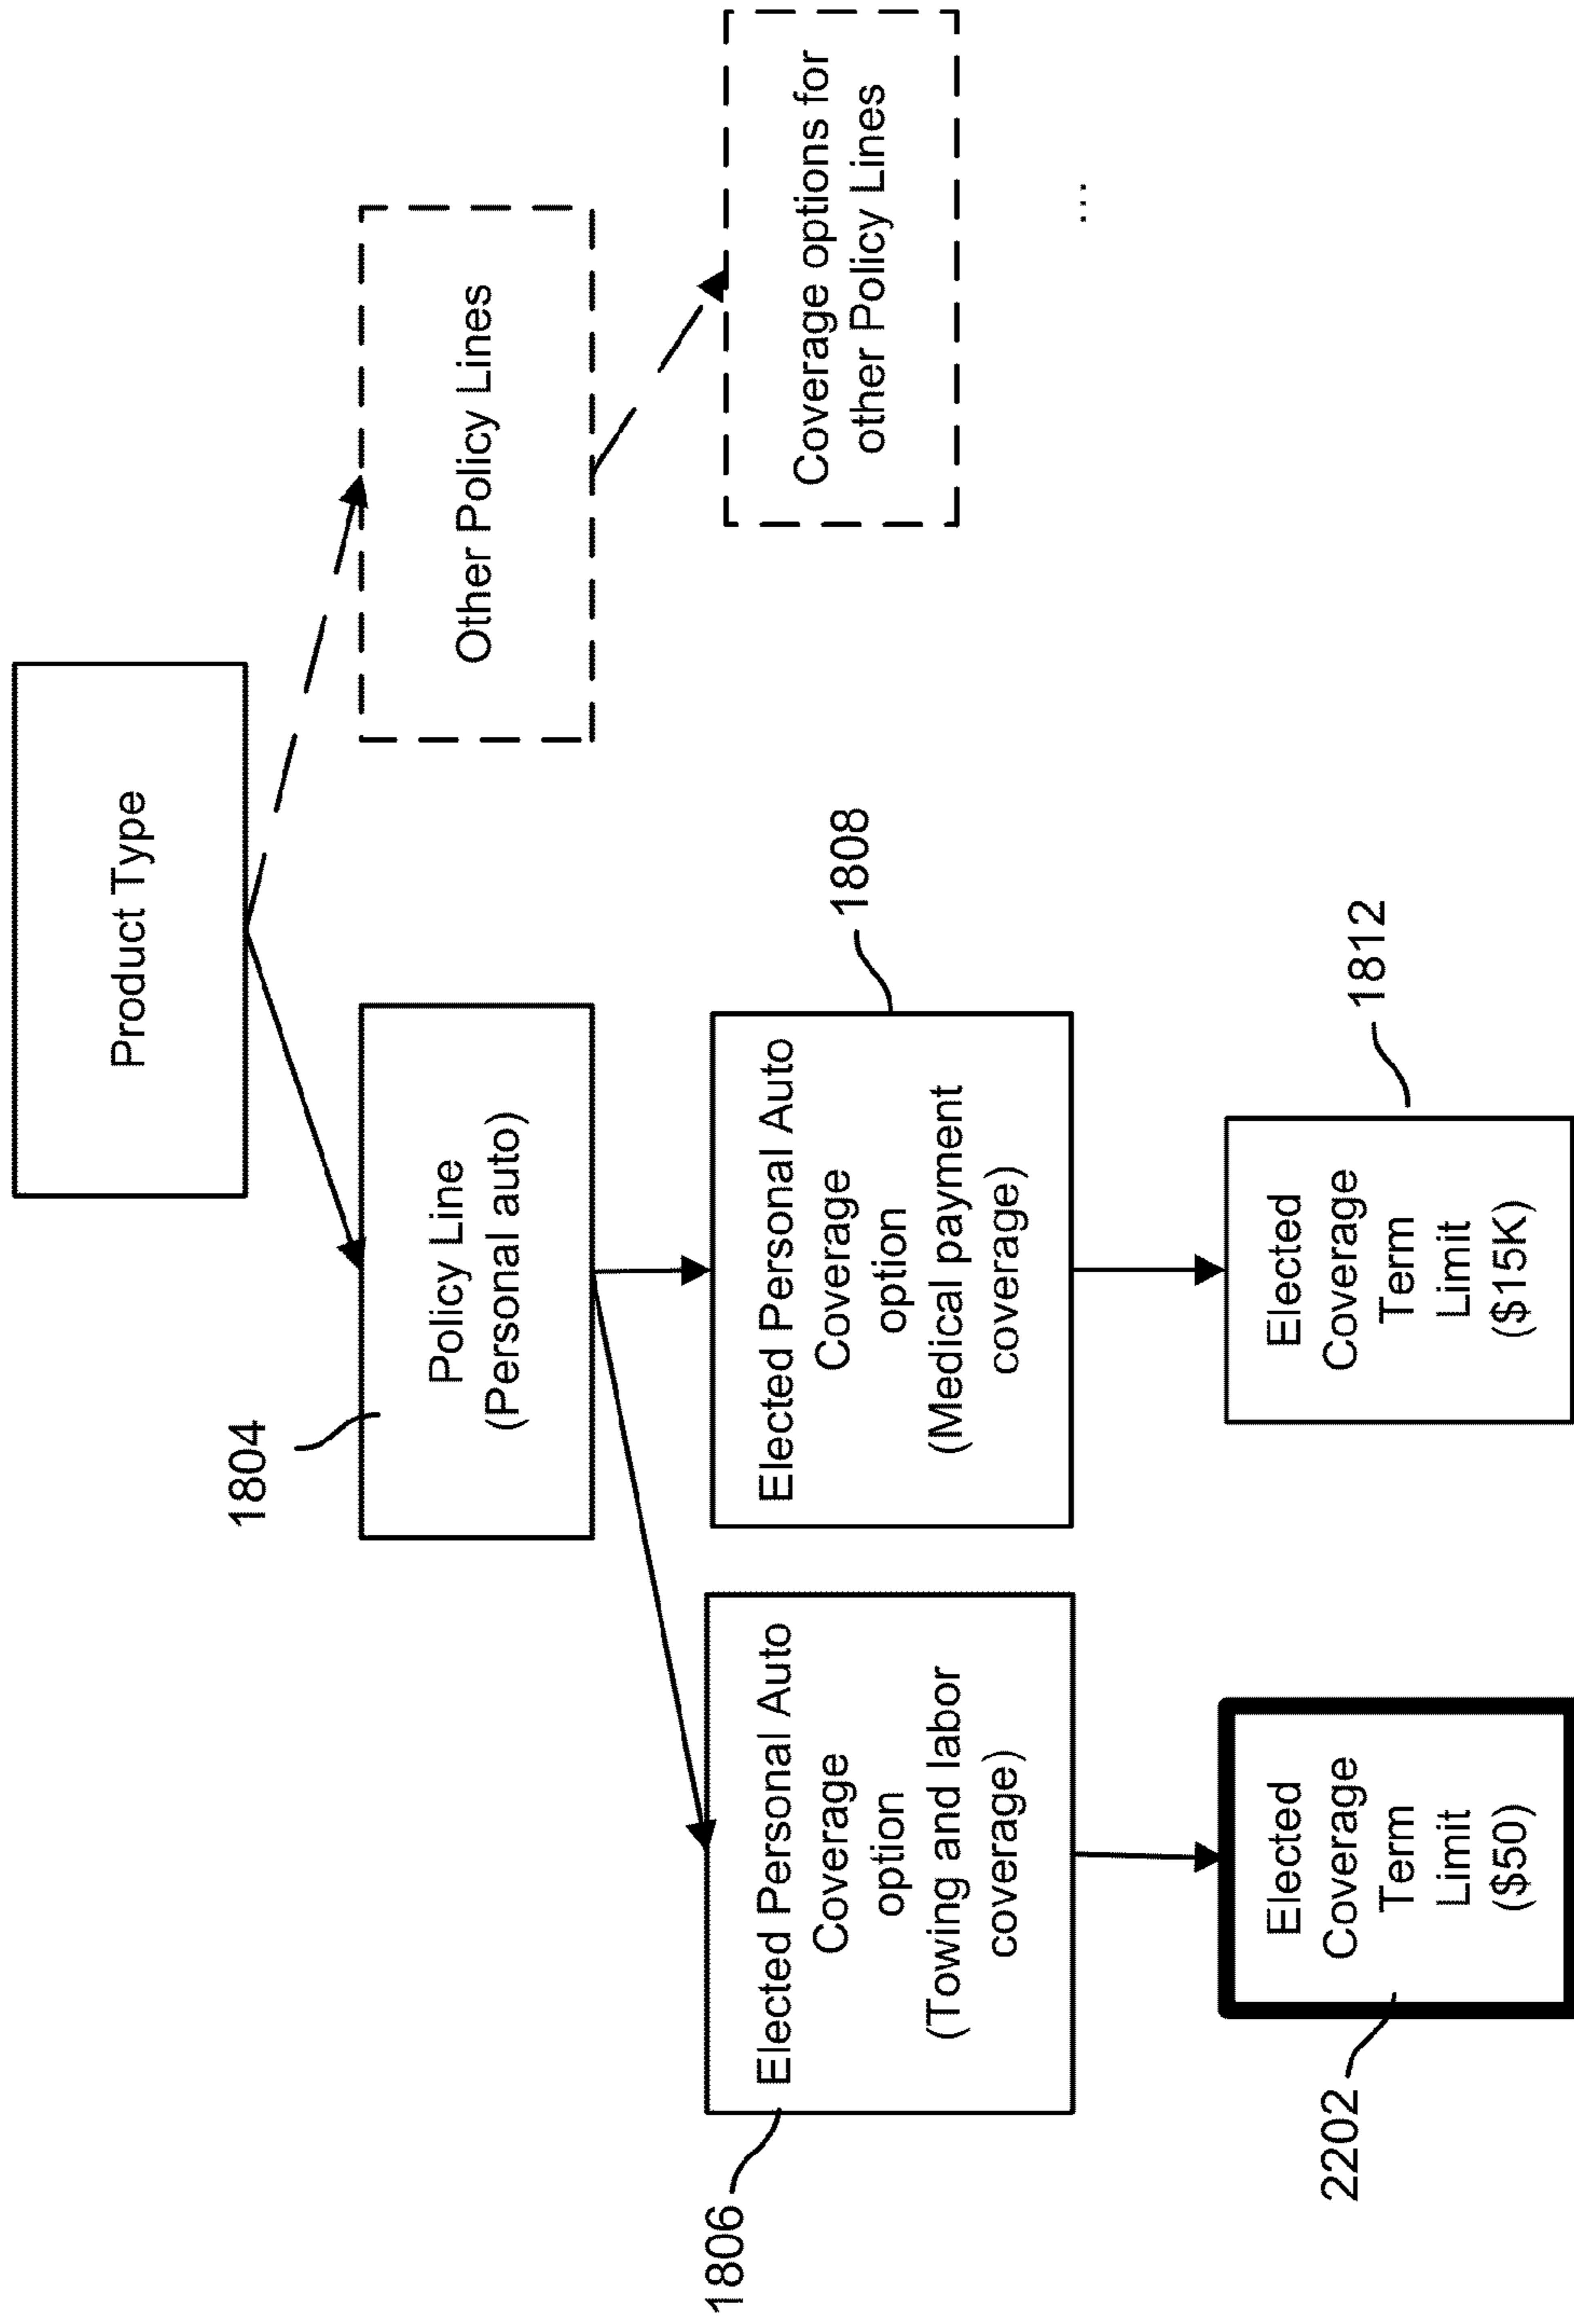 Product Type
1804
Policy Line
(Personal auto)
Other Policy Lines
1806
Elected Personal Auto
Coverage
option
(Towing and labor
coverage)
Elected Personal Auto
Coverage
option
(Medical payment
coverage)
1808
Coverage options for
other Policy Lines
...
2202
Elected
Coverage
Term
Limit
($50)
Elected
Coverage
Term
Limit
($15K)
1812